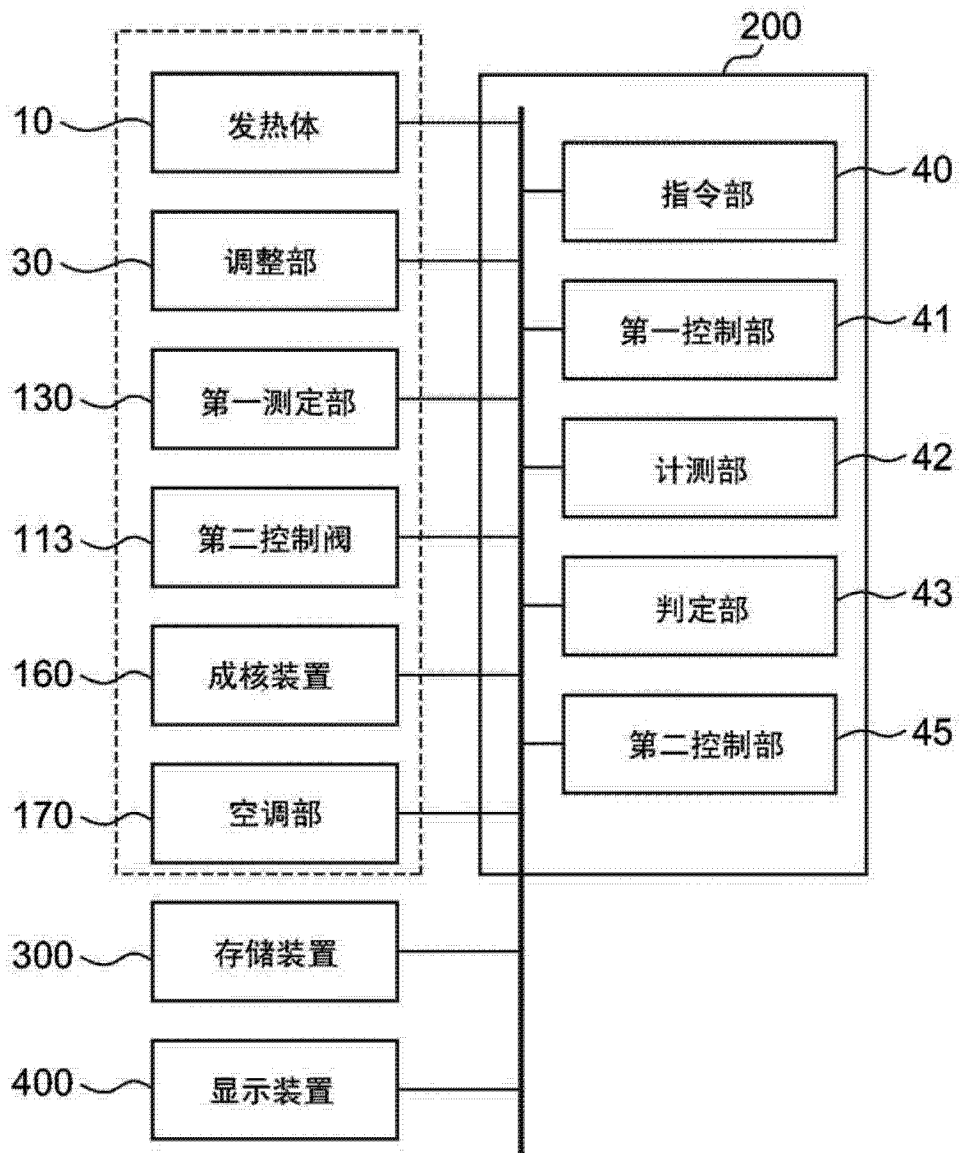 200
10
发热体
40
指令部
30
调整部
41
第一控制部
130
第一测定部
42
计测部
113
第二控制阀
43
判定部
160
成核装置
45
第二控制部
170
空调部
300
存储装置
400
显示装置